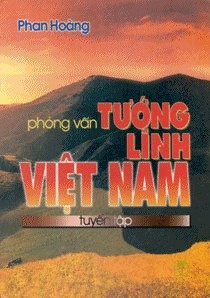 Phan Hoàng
phỏng vấn
TƯỚNG
LĨNH
VIỆT NAM
tuyển tập